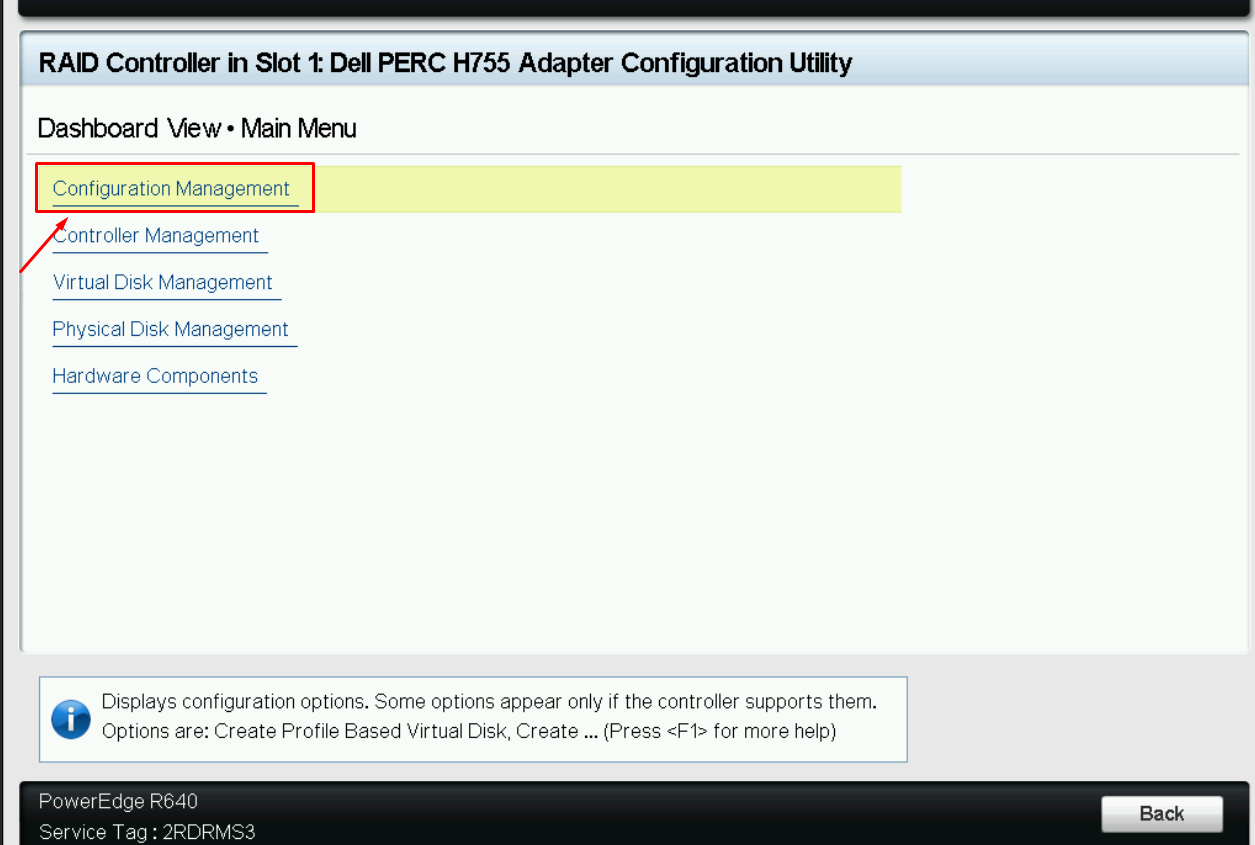 RAID Controller in Slot 1: Dell PERC H755 Adapter Configuration Utility
Dashboard View • Main Menu
Configuration Management
Controller Management
Virtual Disk Management
Physical Disk Management
Hardware Components
Displays configuration options. Some options appear only if the controller supports them.
Options are: Create Profile Based Virtual Disk, Create ... (Press <F1> for more help)
PowerEdge R640
Service Tag : 2RDRMS3
Back